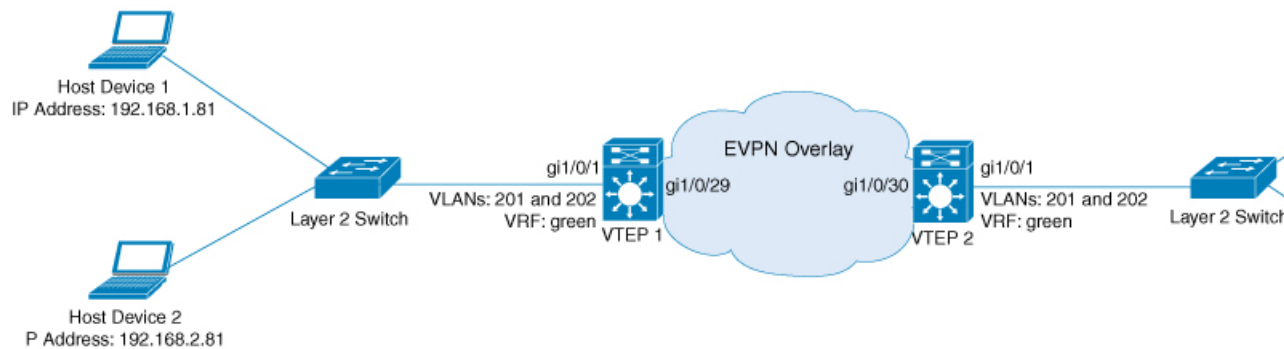 Host Device 1
IP Address: 192.168.1.81
Layer 2 Switch
Host Device 2
P Address: 192.168.2.81
gi1/0/1
VLANs: 201 and 202
VRF: green
VTEP 1
gi1/0/29
EVPN Overlay
gi1/0/30
VTEP 2
gi1/0/1
VLANs: 201 and 202
VRF: green
Layer 2 Switch